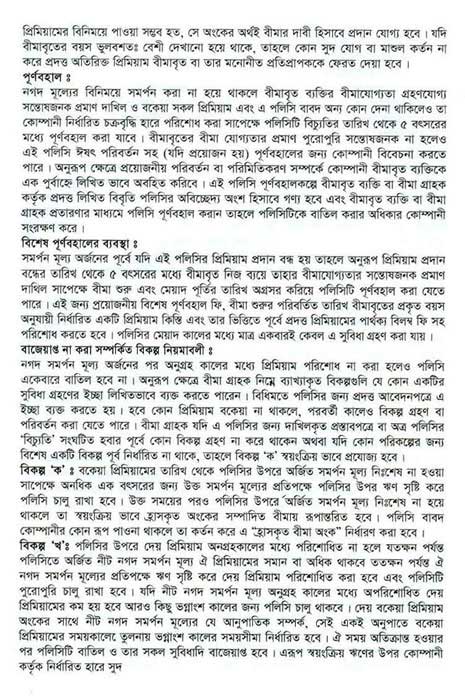 প্রিমিয়ামের বিনিময়ে পাওয়া সম্ভব হত, সে অংকের অর্থই বীমার দাবী হিসাবে প্রদান যোগ্য হবে। যদি
বীমাবৃতের বয়স ভুলবশতঃ বেশী দেখানো হয়ে থাকে, তাহলে কোন সুদ যোগ বা মাশুল কর্তন না
করে প্রদত্ত অতিরিক্ত প্রিমিয়াম বীমাবৃত বা তার মনোনীত প্রতিপ্রাপককে ফেরত দেয়া হবে।
পূর্ণবহাল ঃ
নগদ মূল্যের বিনিময়ে সমর্পন করা না হয়ে থাকলে বীমাবৃত ব্যক্তির বীমাযোগ্যতা গ্রহণযোগ্য
সন্তোষজনক প্রমাণ দাখিল ও বকেয়া সকল প্রিমিয়াম এবং এ পলিসি বাবদ অন্য কোন দেনা থাকিলেও তা
কোম্পানী নির্ধারিত চক্রবৃদ্ধি হারে পরিশোধ করা সাপেক্ষে পলিসিটি বিচ্যুতির তারিখ থেকে ৫ বৎসরের
মধ্যে পূর্ণবহাল করা যাবে। বীমাবৃতের বীমা যোগ্যতার প্রমাণ পুরোপুরি সন্তোষজনক না হলেও
এই পলিসি ঈষৎ পরিবর্তন সহ (যদি প্রয়োজন হয়) পূর্ণবহালের জন্য কোম্পানী বিবেচনা করতে
পারে। অনুরূপ ক্ষেত্রে প্রয়োজনীয় পরিবর্তন বা পরিমিতিকরণ সম্পর্কে কোম্পানী বীমাবৃত ব্যক্তিকে
এক পূর্বাহ্নে লিখিত ভাবে অবহিত করিবে। এই পলিসি পূর্ণবহালকল্পে বীমাবৃত ব্যক্তি বা বীমা গ্রাহক
কর্তৃক প্রদত্ত লিখিত বিবৃতি পলিসির অবিচ্ছেদ্য অংশ হিসাবে গণ্য হবে এবং বীমাবৃত ব্যক্তি বা বীমা
গ্রাহক প্রতারণার মাধ্যমে পলিসি পূর্ণবহাল করান তাহলে পলিসিটিকে বাতিল করার অধিকার কোম্পানী
সংরক্ষণ করে।
বিশেষ পূর্ণবহালের ব্যবস্থা ঃ
সমর্পন মূল্য অর্জনের পূর্বে যদি এই পলিসির প্রিমিয়াম প্রদান বন্ধ হয় তাহলে অনুরূপ প্রিমিয়াম প্রদান
বন্ধের তারিখ থেকে ৫ বৎসরের মধ্যে বীমাবৃত নিজ ব্যয়ে তাহার বীমাযোগ্যতার সন্তোষজনক প্রমাণ
দাখিল সাপেক্ষে বীমা শুরু এবং মেয়াদ পূর্তির তারিখ অগ্রসর করিয়ে পলিসিটি পূর্ণবহাল করা যেতে
পারে। এই জন্য প্রয়োজনীয় বিশেষ পূর্ণবহাল ফি, বীমা শুরুর পরিবর্তিত তারিখ বীমাবৃতের প্রকৃত বয়স
অনুযায়ী নির্ধারিত একটি প্রিমিয়াম কিস্তি এবং তার ভিত্তিতে পূর্বে প্রদত্ত প্রিমিয়ামের পার্থক্য বিলম্ব ফি সহ
পরিশোধ করতে হবে। পলিসির মেয়াদ কালের মধ্যে মাত্র একবারই কেবল এ সুবিধা গ্রহণ করা যায়।
বাজেয়াপ্ত না করা সম্পর্কিত বিকল্প নিয়মাবলী ঃ
নগদ সমর্পন মূল্য অর্জনের পর অনুগ্রহ কালের মধ্যে প্রিমিয়াম পরিশোধ না করা হলেও পলিসি
একেবারে বাতিল হবে না। অনুরূপ ক্ষেত্রে বীমা গ্রাহক নিম্নে ব্যাখ্যাকৃত বিকল্পগুলি যে কোন একটির
সুবিধা গ্রহণের ইচ্ছা লিখিতভাবে ব্যক্ত করতে পারেন। বিধিমতে পলিসির জন্য প্রদত্ত আবেদনপত্রে এ
ইচ্ছা ব্যক্ত করতে হয়। হবে কোন প্রিমিয়াম বকেয়া না থাকলে, পরবর্তী কালেও বিকল্প গ্রহণ বা
পরিবর্তন করা যেতে পারে। বীমা গ্রাহক যদি এ পলিসির জন্য দাখিলকৃত প্রস্তাবপত্রে বা অত্র পলিসির
'বিচ্যুতি' সংঘটিত হবার পূর্বে কোন বিকল্প গ্রহণ না করে থাকেন অথবা যদি কোন পরিকল্পের জন্য
বিশেষ একটি বিকল্প পূর্ব নির্ধারিত না থাকে, তাহলে বিকল্প 'ক' স্বয়ংক্রিয় ভাবে প্রযোজ্য হবে।
বিকল্প 'ক' ঃ বকেয়া প্রিমিয়ামের তারিখ থেকে পলিসির উপরে অর্জিত সমর্পন মূল্য নিঃশেষ না হওয়া
সাপেক্ষে অনধিক এক বৎসরের জন্য উক্ত সমর্পন মূল্যের প্রতিপক্ষে পলিসির উপর ঋণ সৃষ্টি করে
পলিসি চালু রাখা হবে। উক্ত সময়ের পরও পলিসির উপরে অর্জিত সমর্পন মূল্য নিঃশেষ না হয়ে
থাকলে তা স্বয়ংক্রিয় ভাবে হ্রাসকৃত অংকের সম্পাদিত বীমায় রূপান্তরিত হবে। পলিসি বাবদ
কোম্পানীর কোন রূপ পাওনা থাকলে তা কর্তন করে এ "হ্রাসকৃত বীমা অংক" নির্ধারণ করা হবে।
বিকল্প 'খ'ঃ পলিসির উপরে দেয় প্রিমিয়াম অনগ্রহকালের মধ্যে পরিশোধিত না হলে যতক্ষন পর্যন্ত
পলিসিতে অর্জিত নীট নগদ সমর্পন মূল্য ঐ প্রিমিয়ামের সমান বা অধিক থাকবে ততক্ষন পর্যন্ত ঐ
নগদ সমর্পন মূল্যের প্রতিপক্ষে ঋণ সৃষ্টি করে দেয় প্রিমিয়াম পরিশোধিত করা হবে এবং পলিসিটি
পুরোপুরি চালু রাখা হবে। যদি নীট নগদ সমর্পন মূল্য অনুগ্রহ কালের মধ্যে অপরিশোধিত দেয়
প্রিমিয়ামের কম হয় হবে আরও কিছু ভগ্নাংশ কালের জন্য পলিসি চালু থাকবে। দেয় বকেয়া প্রিমিয়াম
অংকের সাথে নীট নগদ সমর্পন মূল্যের যে আনুপাতিক সম্পর্ক, সেই একই অনুপাতে বকেয়া
প্রিমিয়ামের সময়কালে তুলনায় ভগ্নাংশ কালের সময়সীমা নির্ধারিত হবে। ঐ সময় অতিক্রান্ত হওয়ার
পর পলিসিটি বাতিল ও তার সকল সুবিধাদি বাজেয়াপ্ত হবে। এরূপ স্বয়ংক্রিয় ঋণের উপর কোম্পানী
কর্তৃক নির্ধারিত হারে সুদ